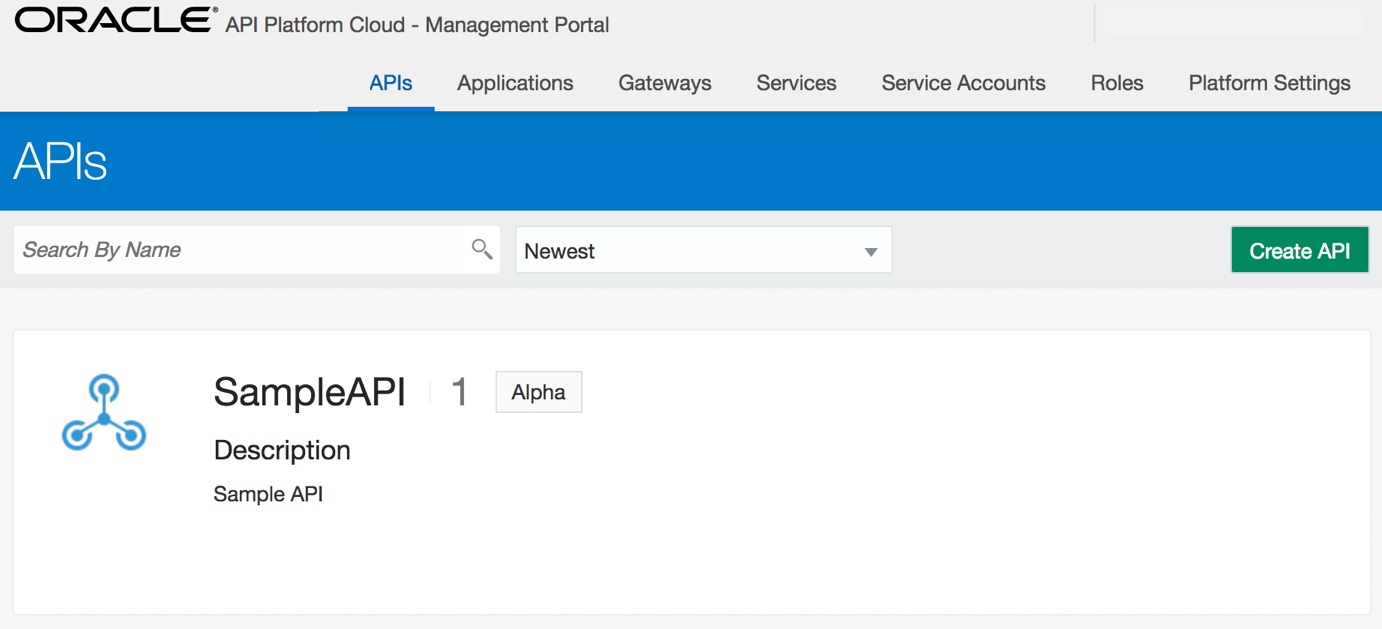 ORACLE® API Platform Cloud - Management Portal
APIs Applications Gateways Services Service Accounts Roles Platform Settings
APIs
Search By Name Newest Create API
SampleAPI 1 Alpha
Description
Sample API